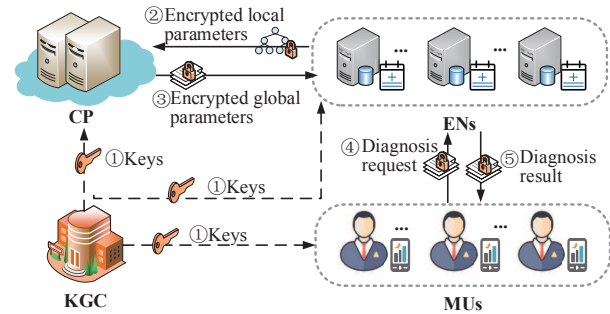 ②Encrypted local
parameters
③Encrypted global
parameters
CP
ENs
①Keys
④Diagnosis
request
⑤Diagnosis
result
①Keys
①Keys
KGC
MUs